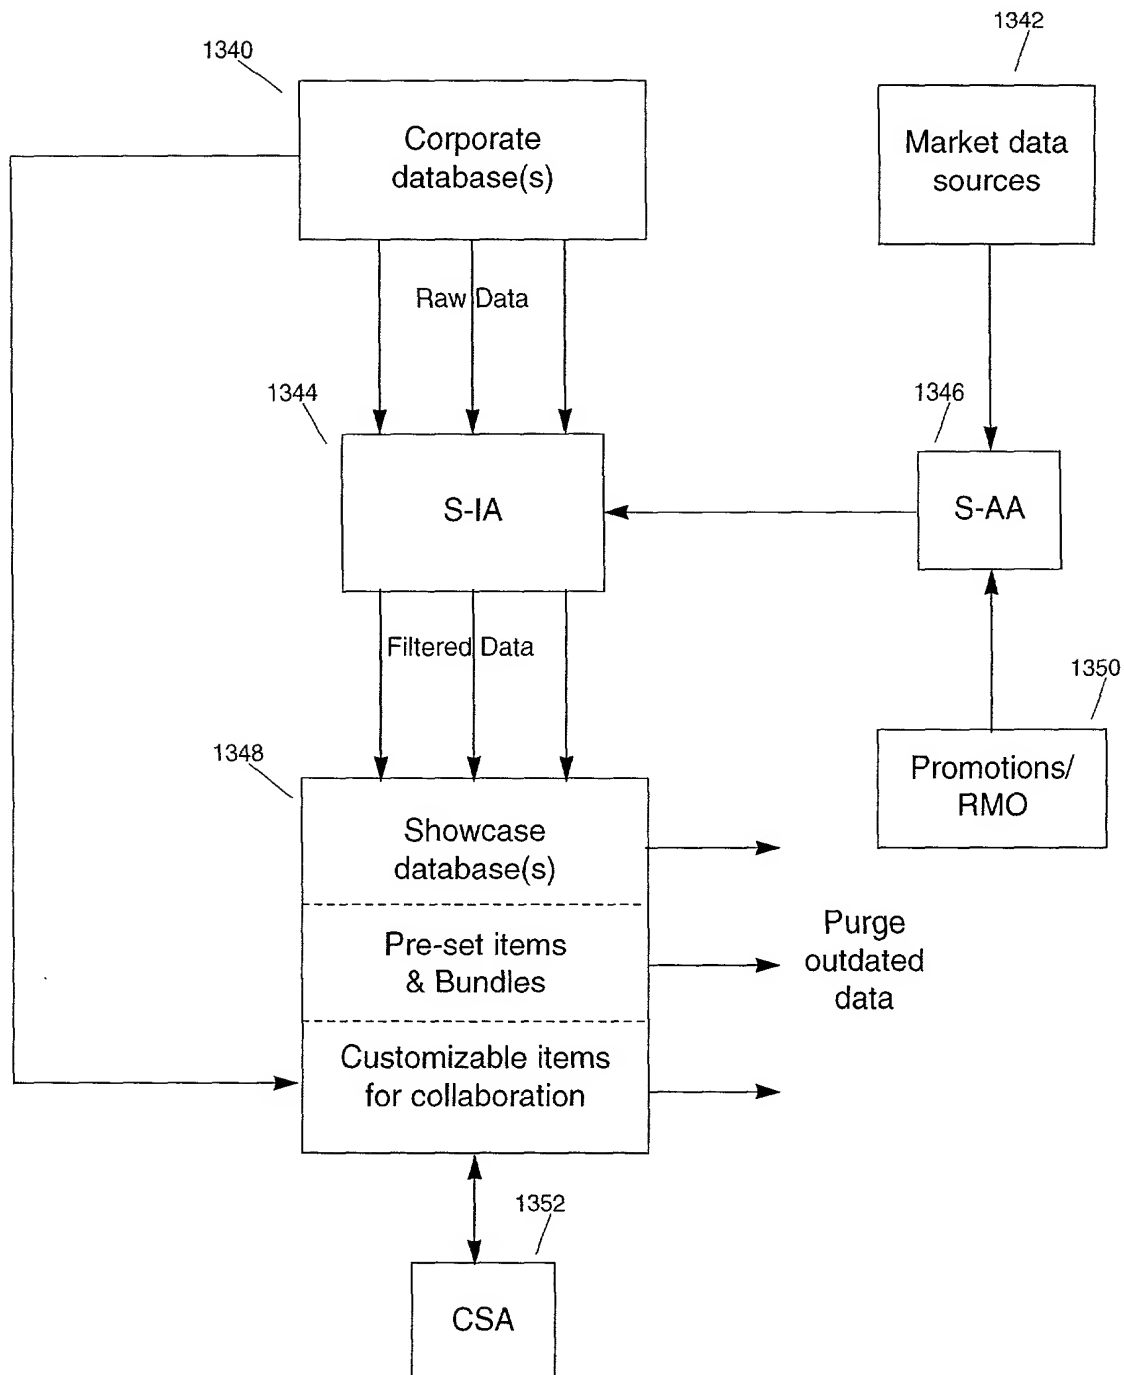 1342
1340
Corporate
database(s)
Market data
sources
Raw Data
1344
1346
S-IA
S-AA
Filtered Data
1350
1348
Promotions/
RMO
Showcase
database(s)
Pre-set items
& Bundles
Purge
outdated
data
Customizable items
for collaboration
1352
CSA